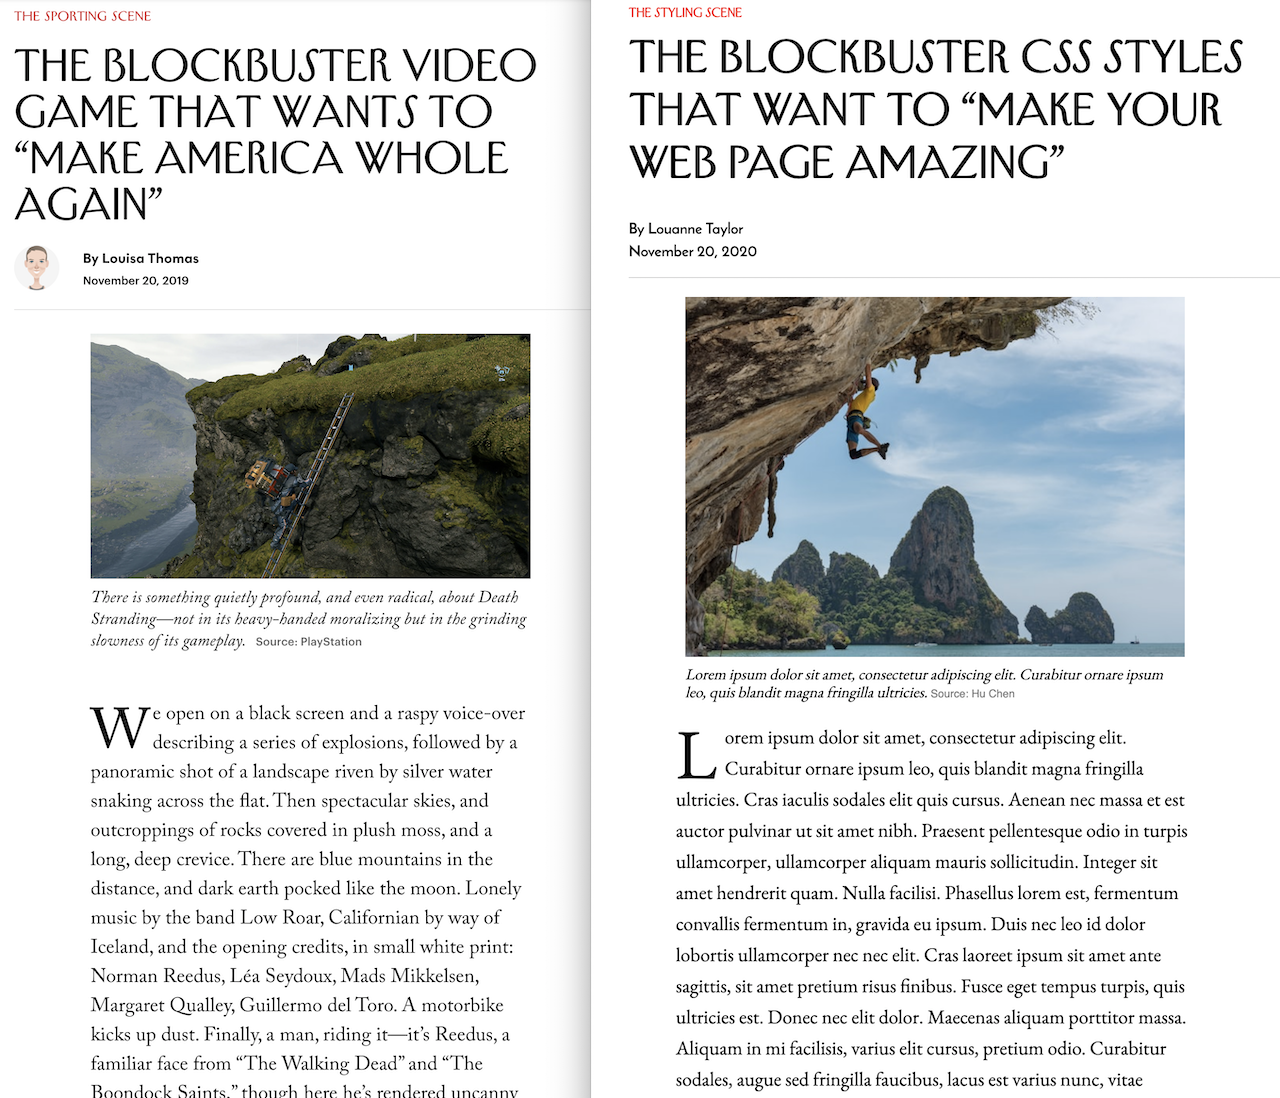 THE SPORTING SCENE
THE BLOCKBUSTER VIDEO
GAME THAT WANTS TO
“MAKE AMERICA WHOLE
AGAIN”
By Louisa Thomas
November 20, 2019
There is something quietly profound, and even radical, about Death
Stranding—not in its heavy-handed moralizing but in the grinding
slowness of its gameplay. Source: PlayStation
We open on a black screen and a raspy voice-over
describing a series of explosions, followed by a
panoramic shot of a landscape riven by silver water
snaking across the flat. Then spectacular skies, and
outcroppings of rocks covered in plush moss, and a
long, deep crevice. There are blue mountains in the
distance, and dark earth pocked like the moon. Lonely
music by the band Low Roar, Californian by way of
Iceland, and the opening credits, in small white print:
Norman Reedus, Léa Seydoux, Mads Mikkelsen,
Margaret Qualley, Guillermo del Toro. A motorbike
kicks up dust. Finally, a man, riding it—it’s Reedus, a
familiar face from “The Walking Dead” and “The
Boondock Saints,” though here he’s rendered uncanny
THE STYLING SCENE
THE BLOCKBUSTER CSS STYLES
THAT WANT TO “MAKE YOUR
WEB PAGE AMAZING”
By Louanne Taylor
November 20, 2020
Lorem ipsum dolor sit amet, consectetur adipiscing elit. Curabitur ornare ipsum
leo, quis blandit magna fringilla ultricies. Source: Hu Chen
Lorem ipsum dolor sit amet, consectetur adipiscing elit.
Curabitur ornare ipsum leo, quis blandit magna fringilla
ultricies. Cras iaculis sodales elit quis cursus. Aenean nec massa et est
auctor pulvinar ut sit amet nibh. Praesent pellentesque odio in turpis
ullamcorper, ullamcorper aliquam mauris sollicitudin. Integer sit
amet hendrerit quam. Nulla facilisi. Phasellus lorem est, fermentum
convallis fermentum in, gravida eu ipsum. Duis nec leo id dolor
lobortis ullamcorper nec nec elit. Cras laoreet ipsum sit amet ante
sagittis, sit amet pretium risus finibus. Fusce eget tempus turpis, quis
ultricies est. Donec nec elit dolor. Maecenas aliquam porttitor massa.
Aliquam in mi facilisis, varius elit cursus, pretium odio. Curabitur
sodales, augue sed fringilla faucibus, lacus est varius nunc, vitae